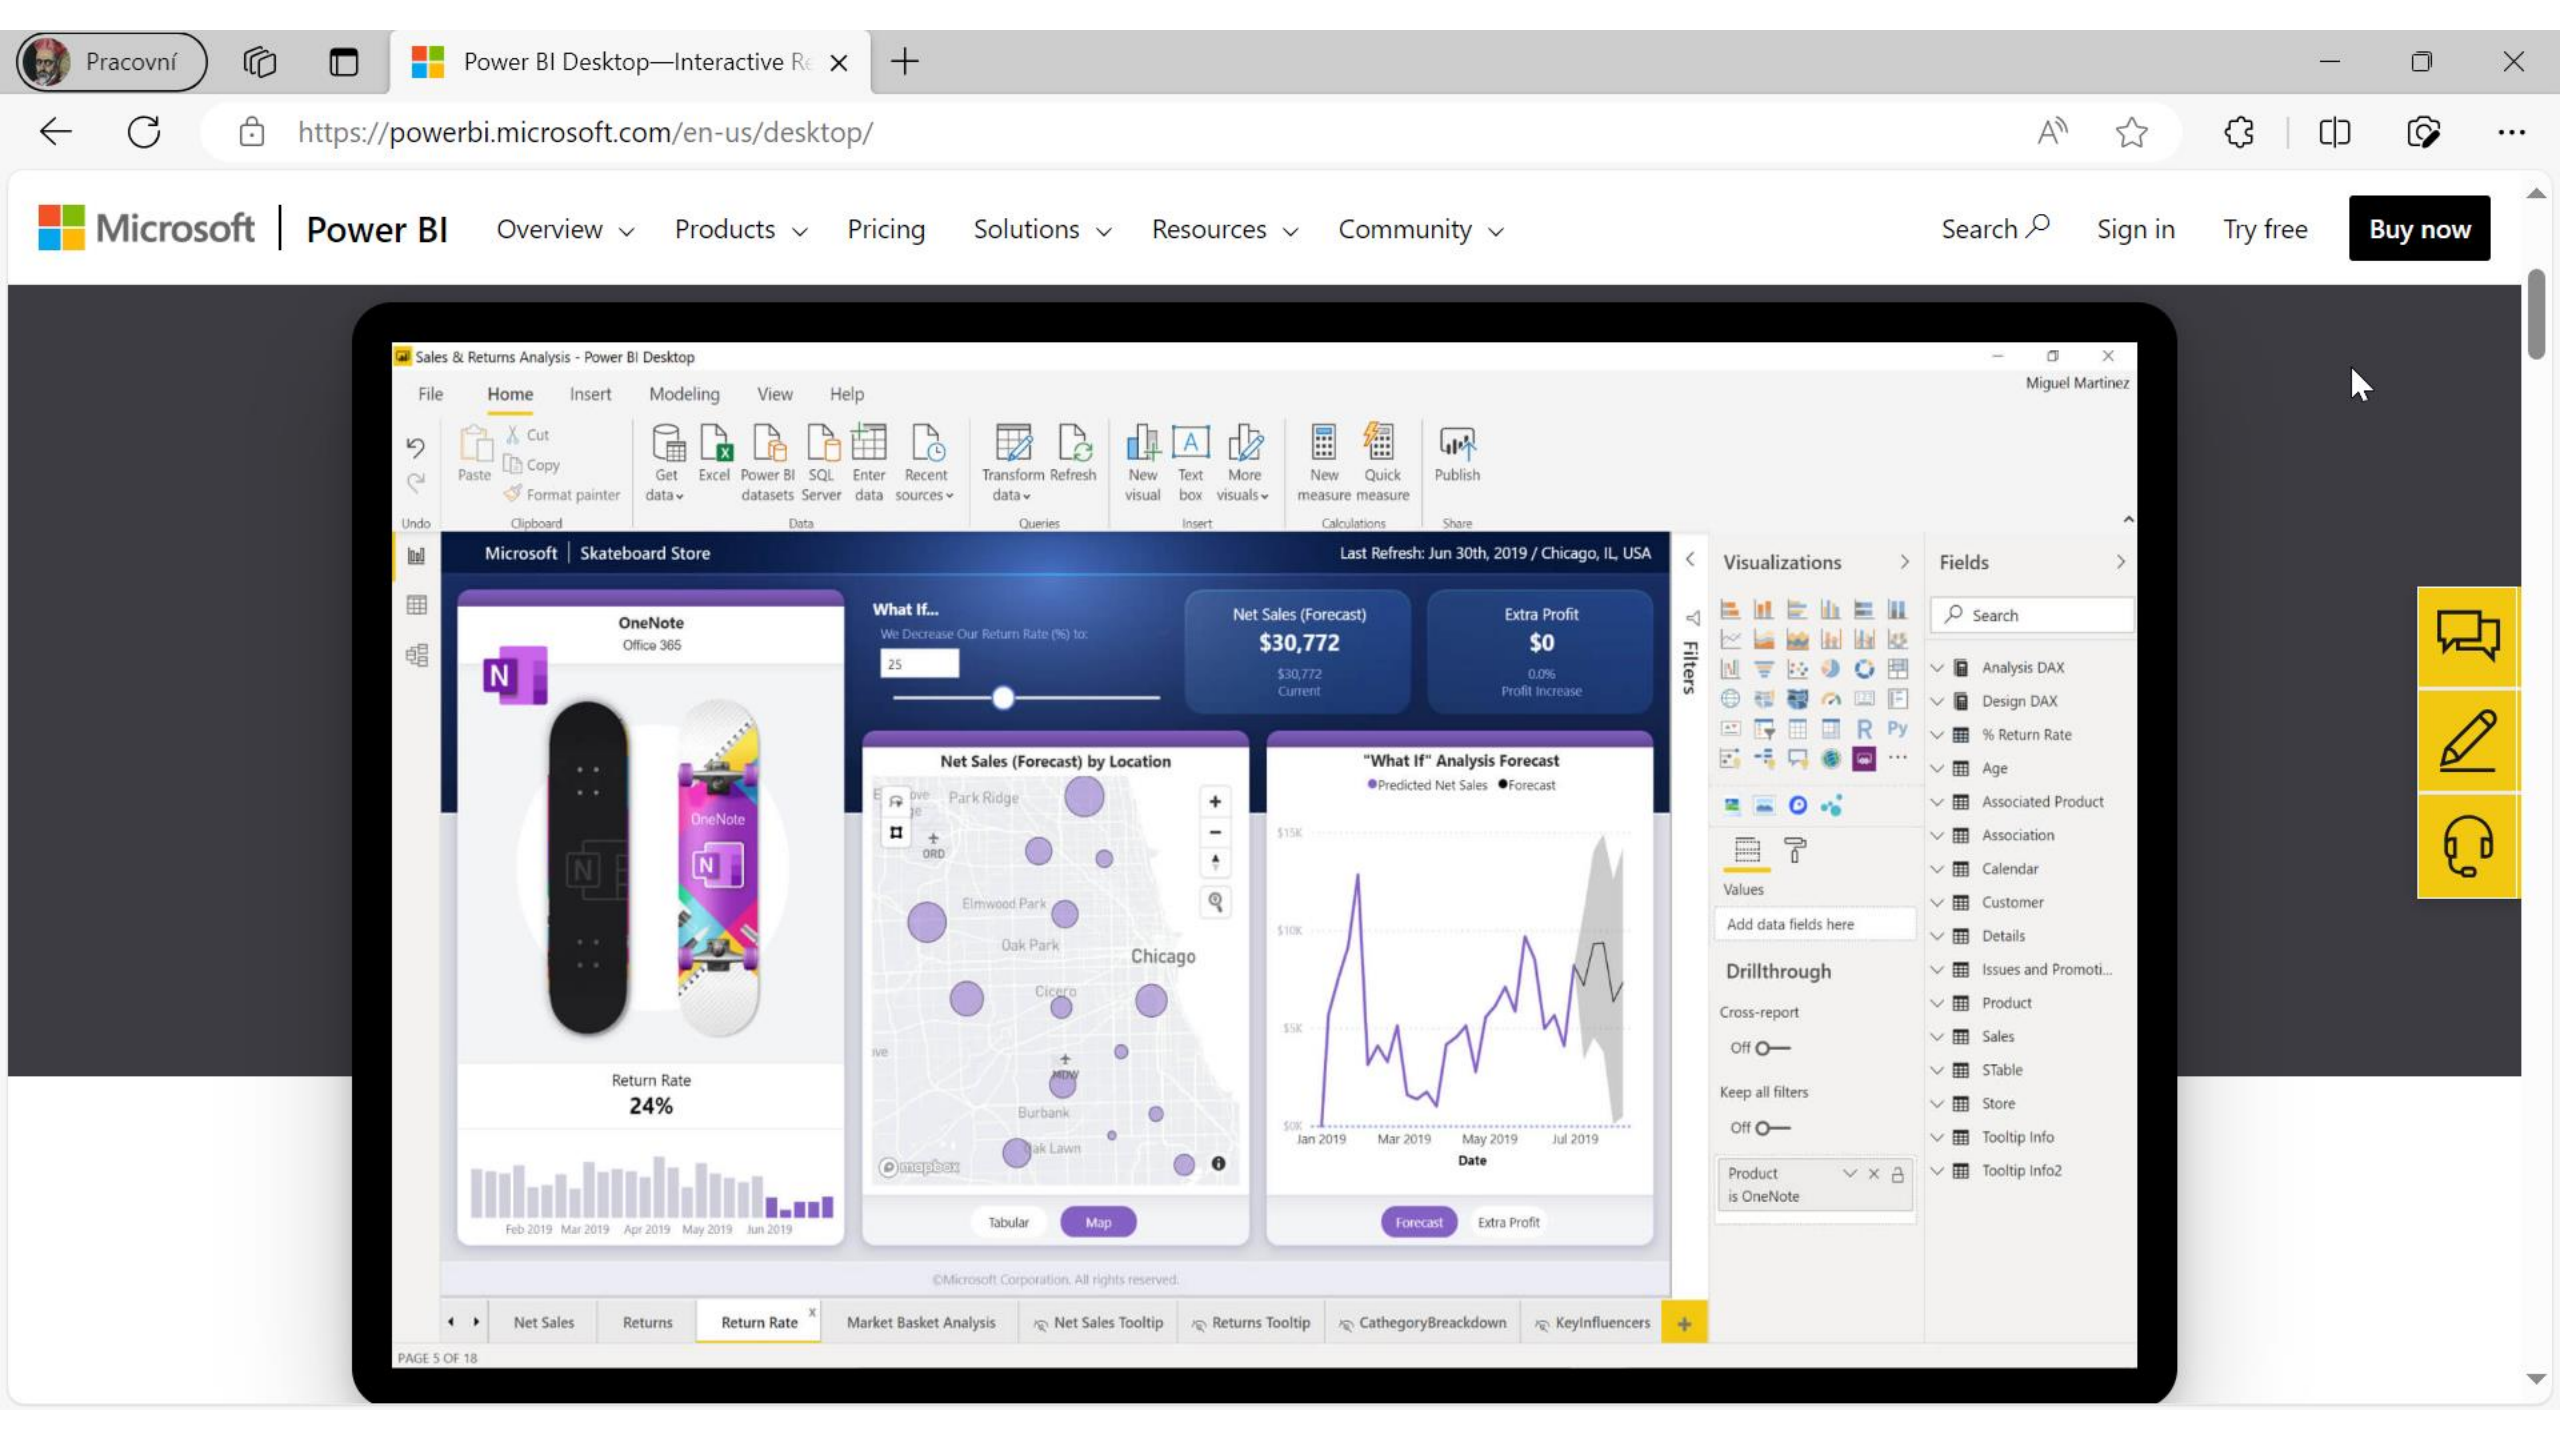 Pracovní
Power BI Desktop—Interactive Re
https://powerbi.microsoft.com/en-us/desktop/
Microsoft
Power BI
Overview
Products
Pricing
Solutions
Resources
Community
Search
Sign in
Try free
Buy now
Sales & Returns Analysis - Power BI Desktop
Miguel Martinez
File Home Insert Modeling View Help
Paste
Cut
Copy
Format painter
Get data
Excel
Power BI datasets
SQL Server
Enter data
Recent sources
Transform data
Refresh
New visual
Text box
More visuals
New measure
Quick measure
Publish
Undo
Clipboard
Data
Queries
Insert
Calculations
Share
Microsoft | Skateboard Store
Last Refresh: Jun 30th, 2019 / Chicago, IL, USA
OneNote
Office 365
N
OneNote
N
N
Return Rate
24%
Feb 2019 Mar 2019 Apr 2019 May 2019 Jun 2019
What If...
We Decrease Our Return Rate (%) to:
25
Net Sales (Forecast)
$30,772
$30,772
Current
Extra Profit
$0
0.0%
Profit Increase
Net Sales (Forecast) by Location
Park Ridge
ORD
Elmwood Park
Oak Park
Chicago
Cicero
MDW
Burbank
Oak Lawn
mapbox
Tabular
Map
"What If" Analysis Forecast
Predicted Net Sales Forecast
$15K
$10K
$5K
$0K
Jan 2019 Mar 2019 May 2019 Jul 2019
Date
Forecast
Extra Profit
©Microsoft Corporation. All rights reserved.
Filters
Visualizations
R Py
Values
Add data fields here
Drillthrough
Cross-report
Off
Keep all filters
Off
Product
is OneNote
Fields
Search
Analysis DAX
Design DAX
% Return Rate
Age
Associated Product
Association
Calendar
Customer
Details
Issues and Promoti...
Product
Sales
STable
Store
Tooltip Info
Tooltip Info2
Net Sales
Returns
Return Rate
Market Basket Analysis
Net Sales Tooltip
Returns Tooltip
CathegoryBreackdown
KeyInfluencers
PAGE 5 OF 18